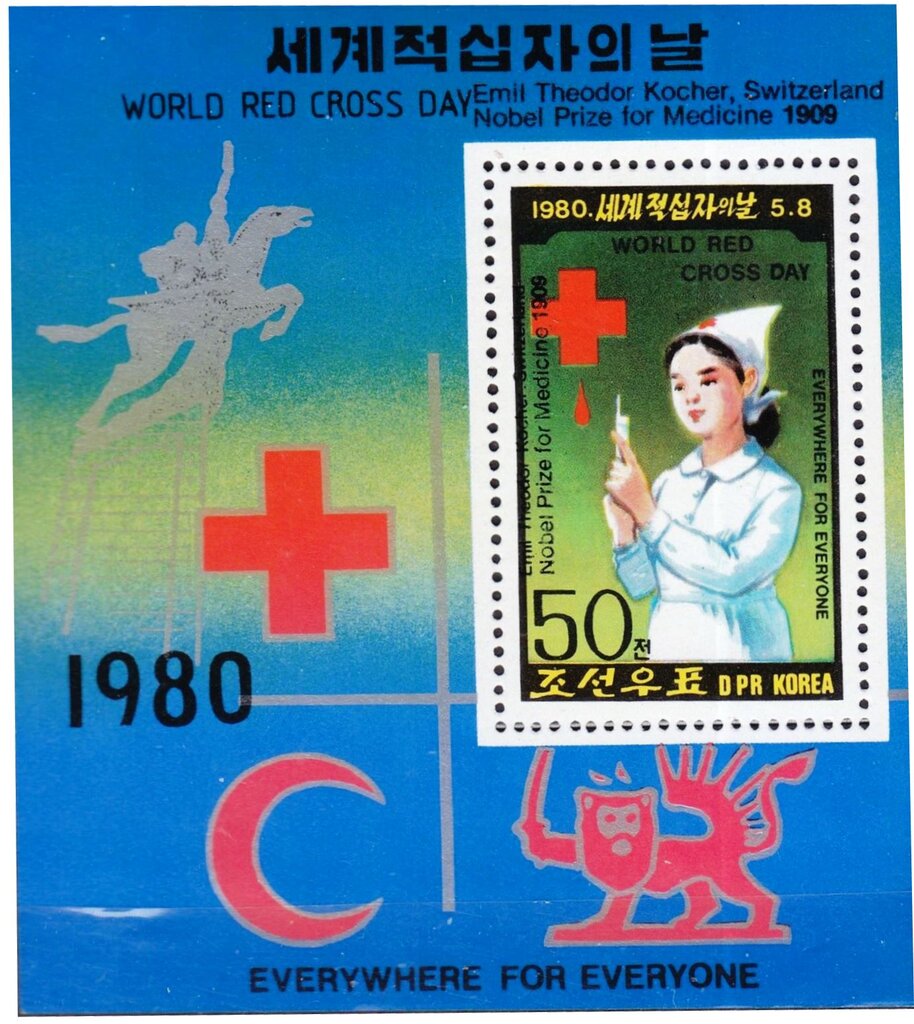 세계적십자의 날
WORLD RED CROSS DAY
Emil Theodor Kocher, Switzerland
Nobel Prize for Medicine 1909
1980. 세계적십자의날 5.8
WORLD RED
CROSS DAY
Emil Theodor Kocher, Switzerland
Nobel Prize for Medicine 1909
EVERYWHERE FOR EVERYONE
50전
조선우표 DPR KOREA
1980
EVERYWHERE FOR EVERYONE